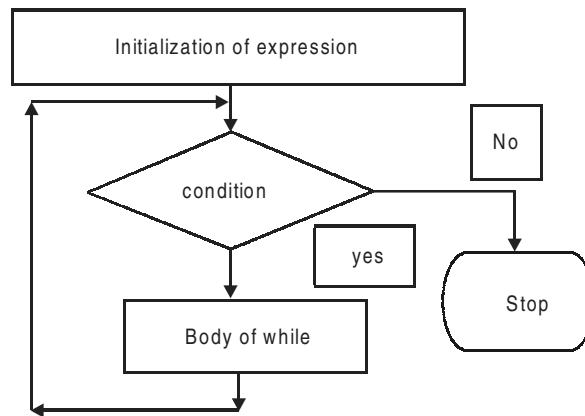 Initialization of expression
No
condition
yes
Stop
Body of while